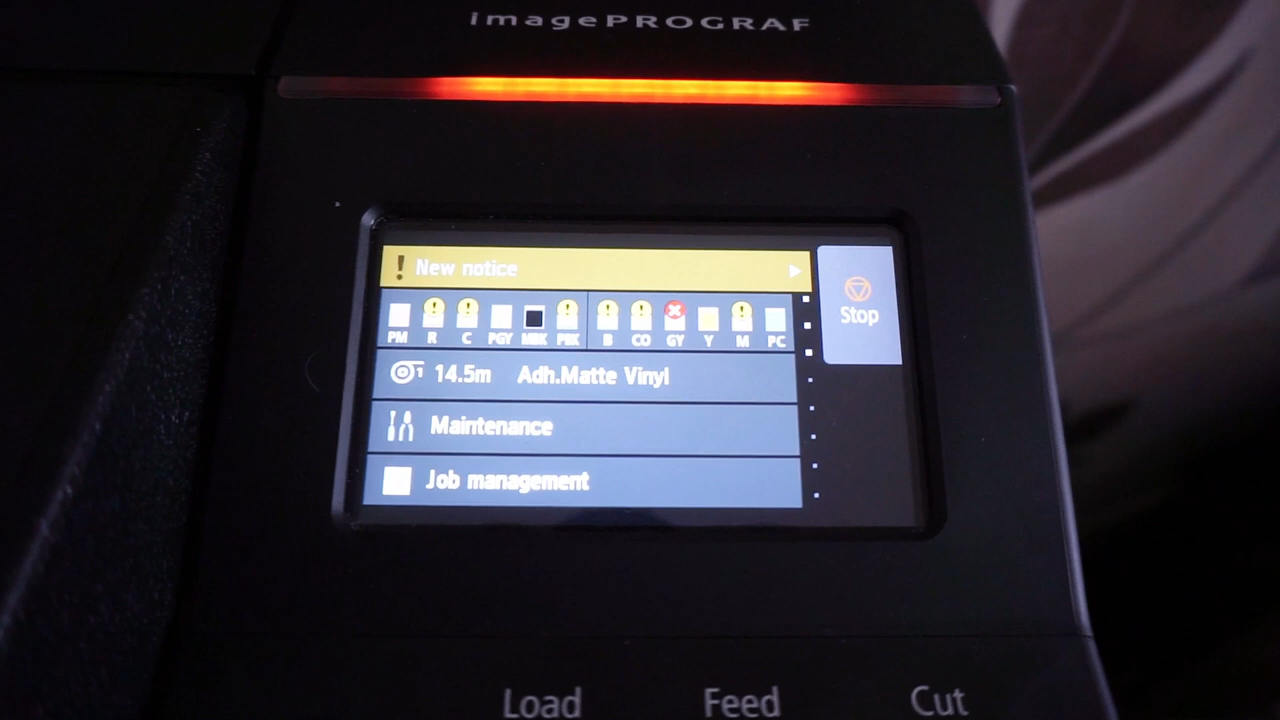 imagePROGRAF
! New notice
Stop
PM R C PGY MBK PBK B CO GY Y M PC
1 14.5m Adh.Matte Vinyl
Maintenance
Job management
Load Feed Cut